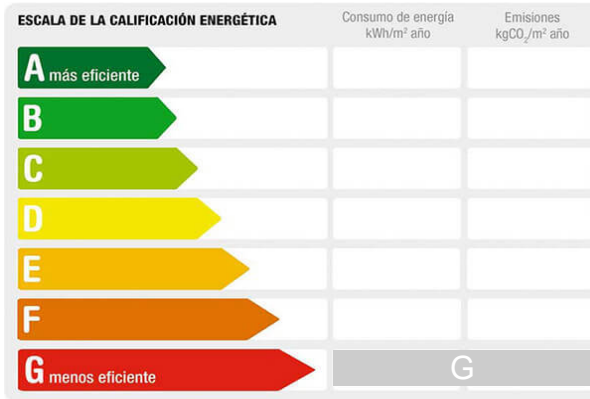 ESCALA DE LA CALIFICACIÓN ENERGÉTICA
Consumo de energía
kWh/m² año
Emisiones
kgCO₂/m² año
A más eficiente
B
C
D
E
F
G menos eficiente
G